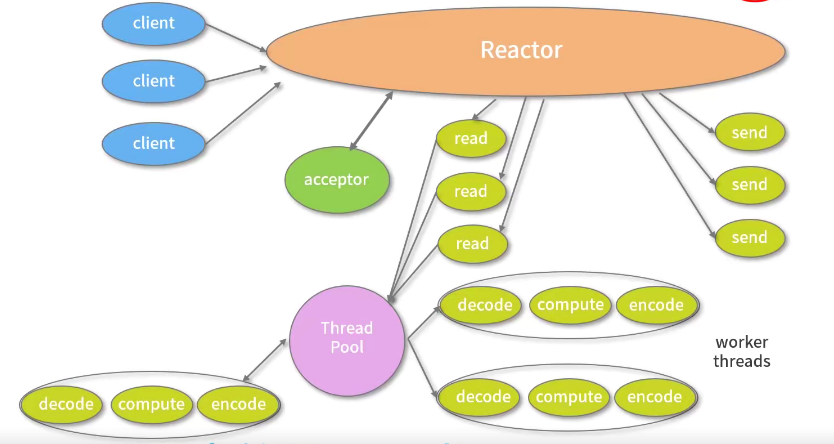 client
Reactor
client
client
acceptor
read
read
read
send
send
send
Thread
Pool
decode compute encode
decode compute encode
decode compute encode
worker
threads